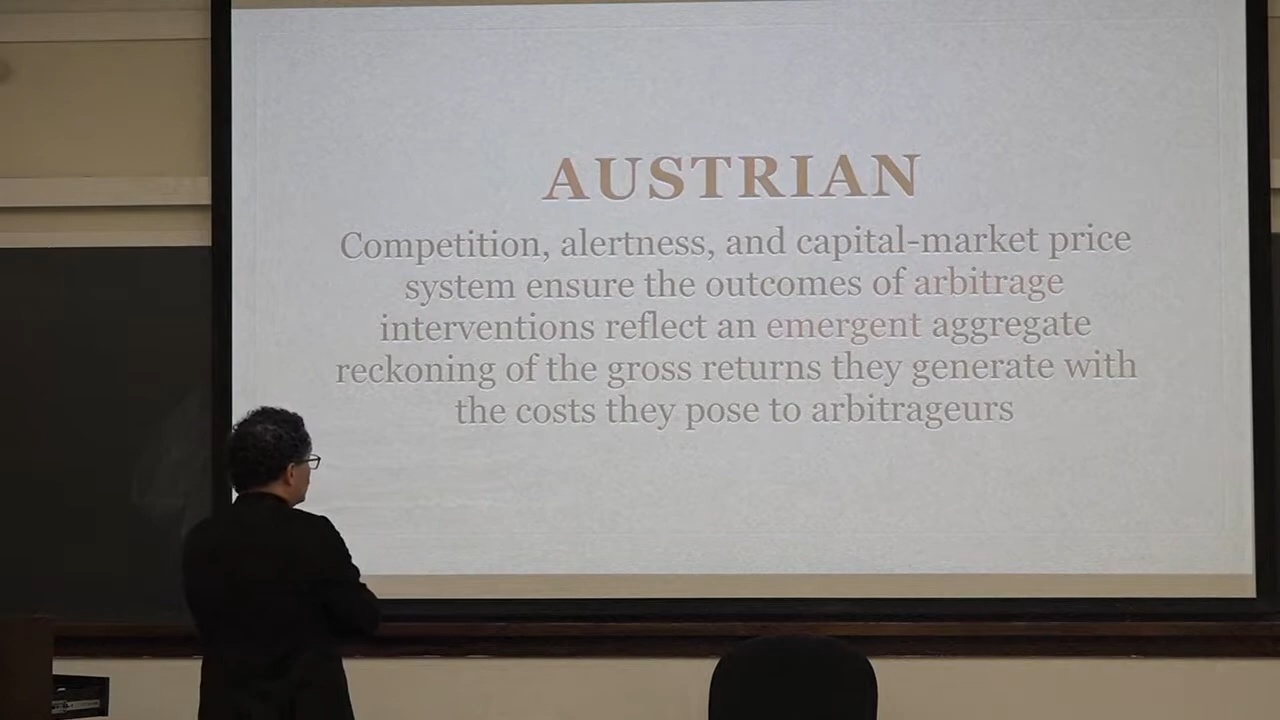 AUSTRIAN
Competition, alertness, and capital-market price
system ensure the outcomes of arbitrage
interventions reflect an emergent aggregate
reckoning of the gross returns they generate with
the costs they pose to arbitrageurs